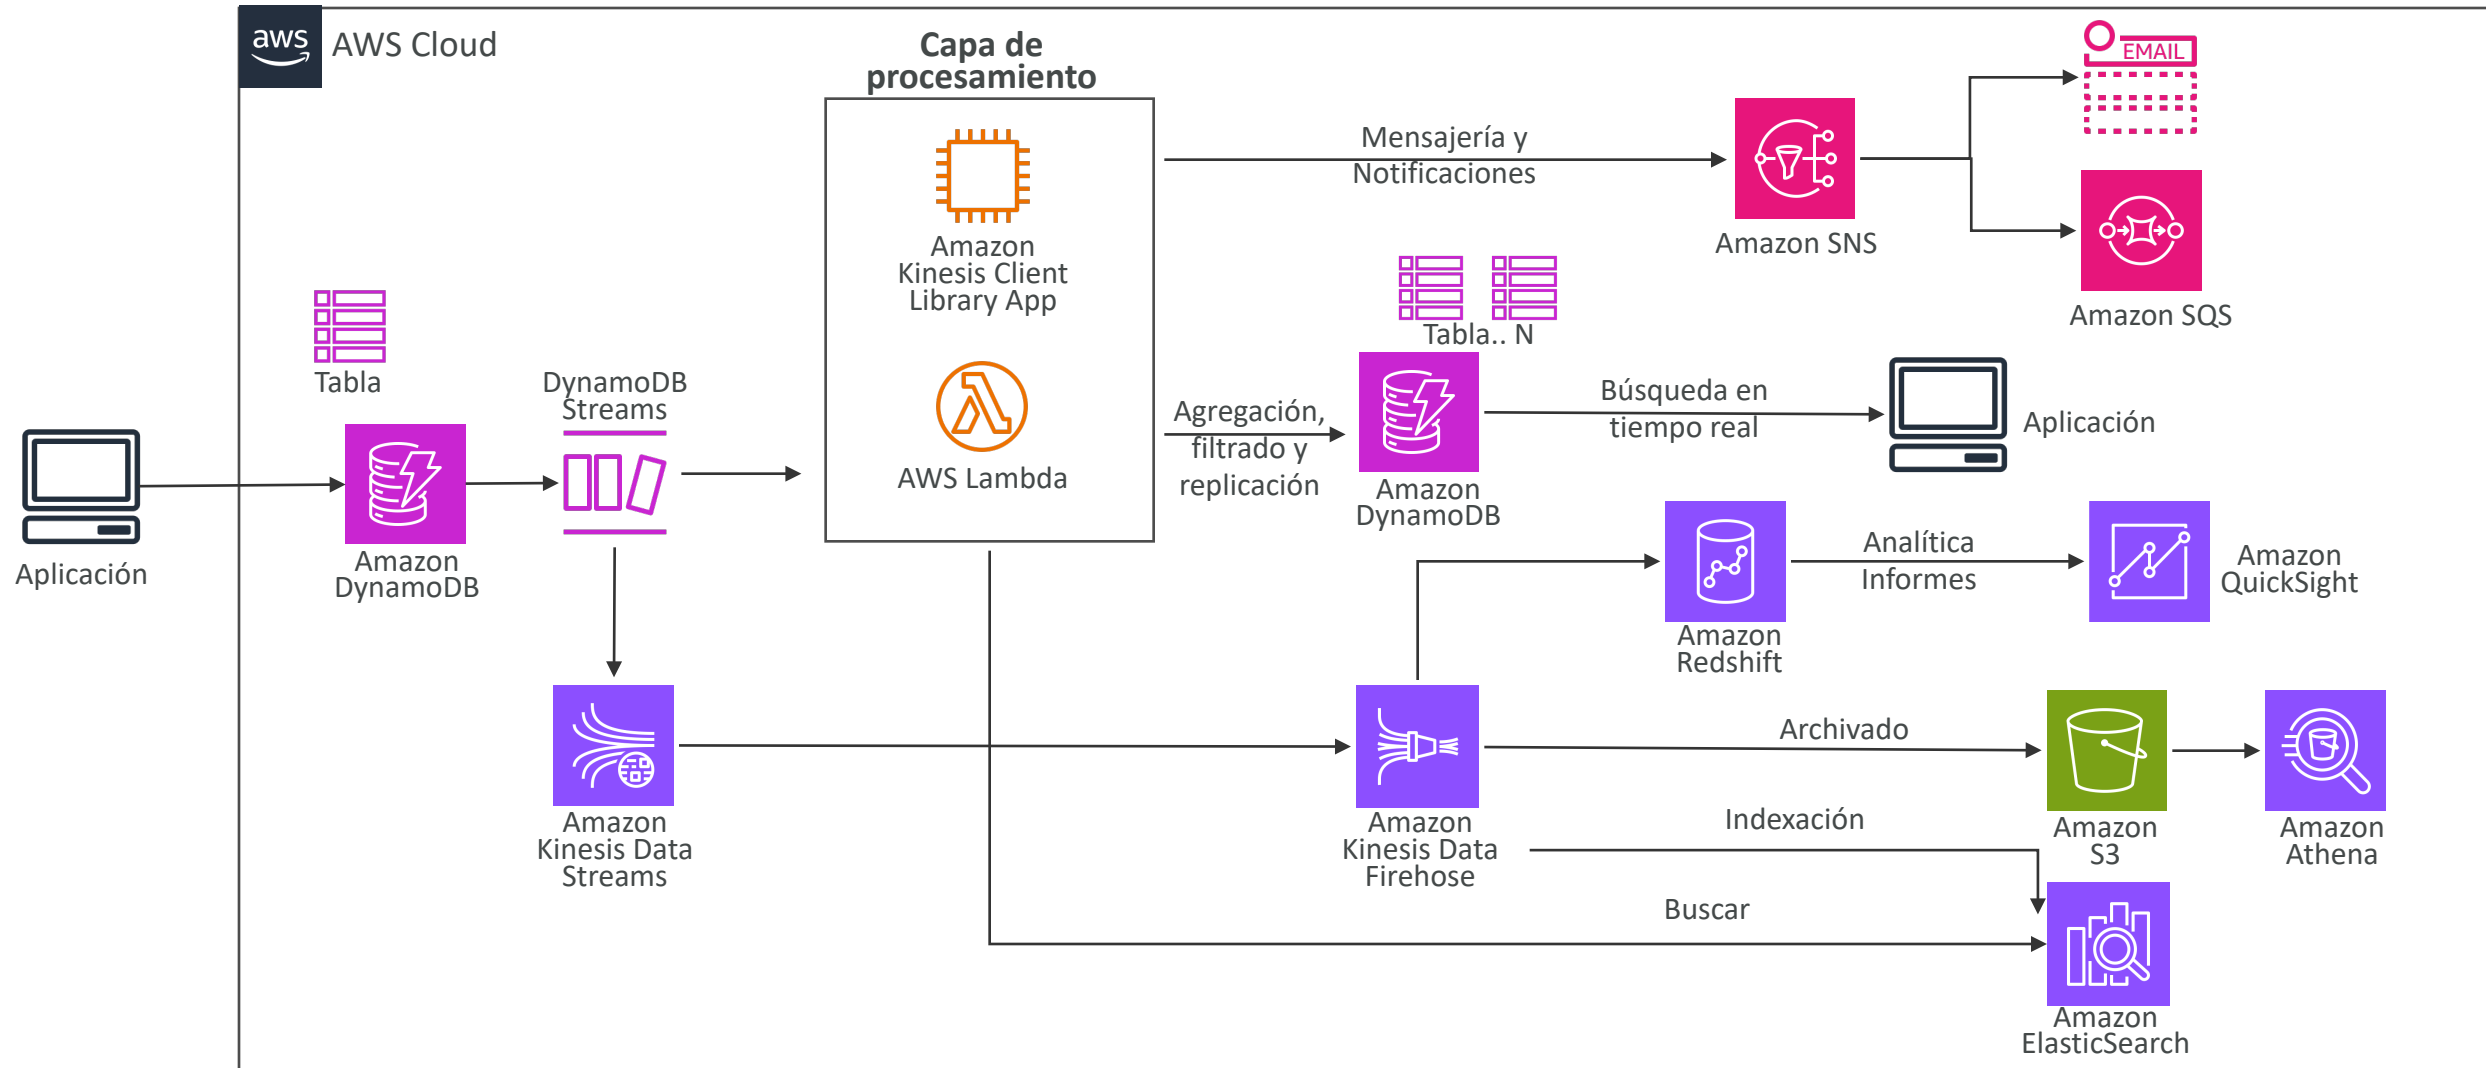 aws
AWS Cloud
Capa de
procesamiento
Amazon
Kinesis Client
Library App
AWS Lambda
Mensajería y
Notificaciones
Amazon SNS
EMAIL
Amazon SQS
Tabla
DynamoDB
Streams
Tabla.. N
Agregación,
filtrado y
replicación
Amazon
DynamoDB
Búsqueda en
tiempo real
Aplicación
Aplicación
Amazon
DynamoDB
Amazon
Redshift
Analítica
Informes
Amazon
QuickSight
Amazon
Kinesis Data
Streams
Amazon
Kinesis Data
Firehose
Archivado
Amazon
S3
Amazon
Athena
Indexación
Buscar
Amazon
ElasticSearch